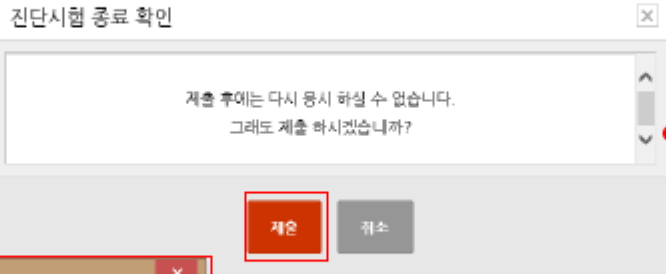 진단시험 종료 확인
제출 후에는 다시 응시 하실 수 없습니다.
그래도 제출 하시겠습니까?
제출
취소